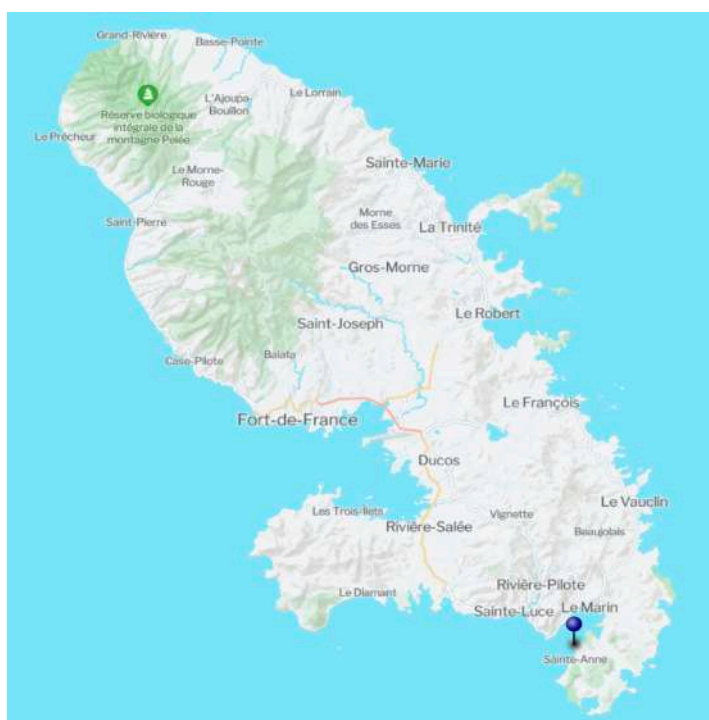 Grand-Rivière
Basse-Pointe
Le Lorrain
L'Ajoupa-
Bouillon
Réserve biologique
intégrale de la
montagne Pelée
Le Prêcheur
Le Morne-
Rouge
Sainte-Marie
Saint-Pierre
Morne
des Esses
La Trinité
Gros-Morne
Le Robert
Saint-Joseph
Balata
Case-Pilote
Le François
Fort-de-France
Ducos
Le Vauclin
Les Trois-Îlets
Vignette
Rivière-Salée
Beaujolais
Rivière-Pilote
Le Diamant
Sainte-Luce
Le Marin
Sainte-Anne